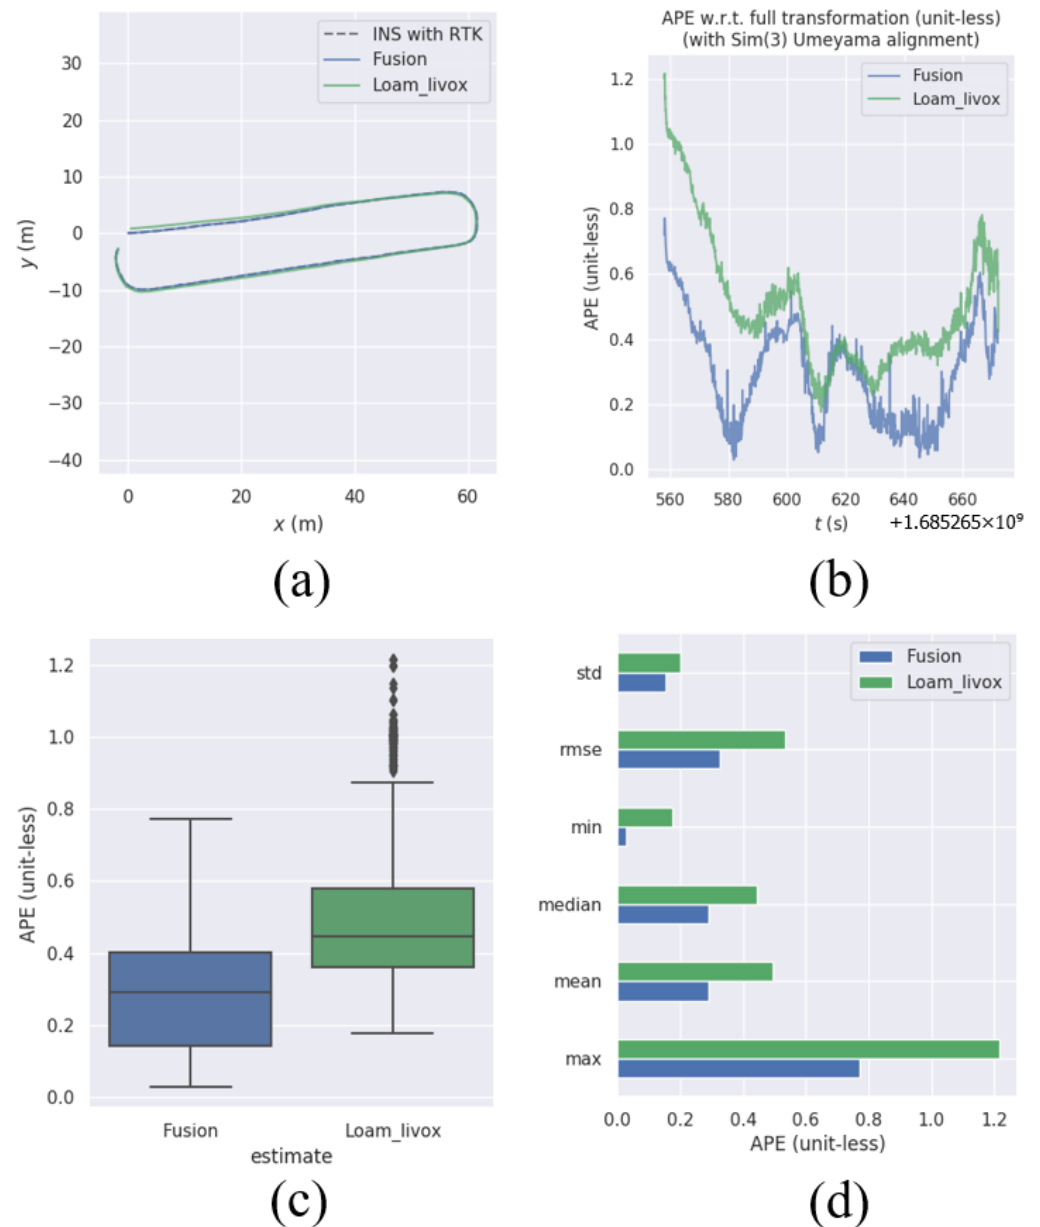 INS with RTK
Fusion
Loam_livox
30
20
10
0
−10
−20
−30
−40
y (m)
0
20
40
60
x (m)
(a)
APE w.r.t. full transformation (unit-less)
(with Sim(3) Umeyama alignment)
Fusion
Loam_livox
1.2
1.0
0.8
0.6
0.4
0.2
0.0
APE (unit-less)
560
580
600
620
640
660
t (s)
+1.685265×10⁹
(b)
1.2
1.0
0.8
0.6
0.4
0.2
0.0
APE (unit-less)
Fusion
Loam_livox
estimate
(c)
Fusion
Loam_livox
std
rmse
min
median
mean
max
0.0
0.2
0.4
0.6
0.8
1.0
1.2
APE (unit-less)
(d)